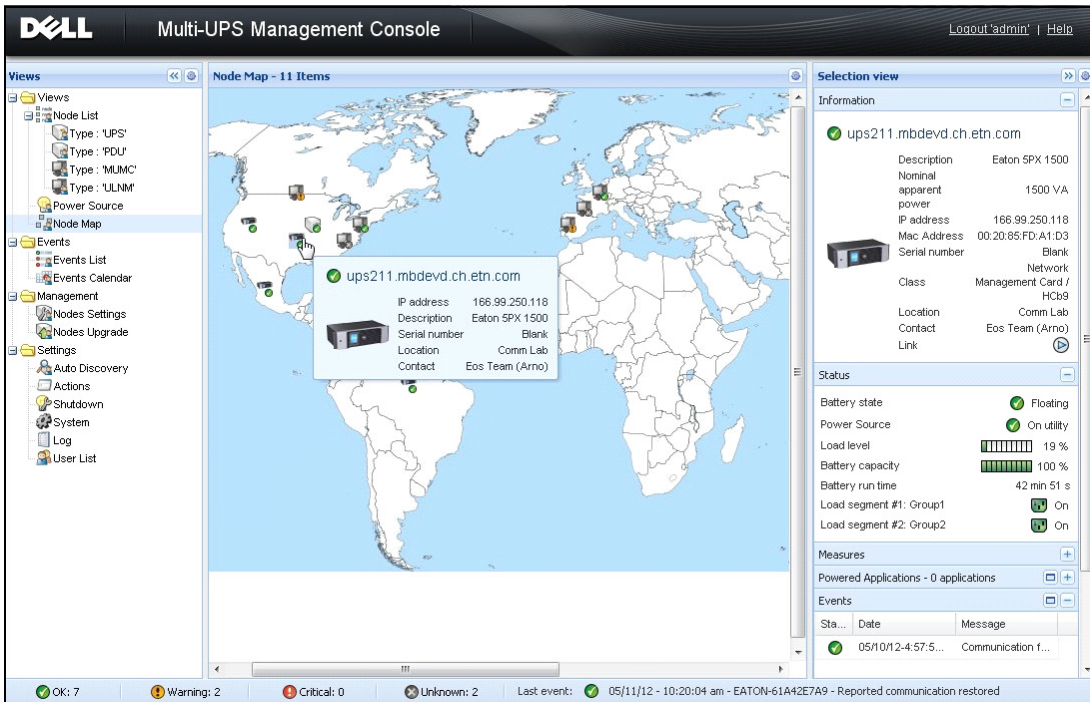 DELL Multi-UPS Management Console Logout 'admin' | Help
Views
Views
Node List
Type : 'UPS'
Type : 'PDU'
Type : 'MUMC'
Type : 'ULNM'
Power Source
Node Map
Events
Events List
Events Calendar
Management
Nodes Settings
Nodes Upgrade
Settings
Auto Discovery
Actions
Shutdown
System
Log
User List
Node Map - 11 Items
ups211.mbdevd.ch.etn.com
IP address 166.99.250.118
Description Eaton 5PX 1500
Serial number Blank
Location Comm Lab
Contact Eos Team (Arno)
Selection view
Information
ups211.mbdevd.ch.etn.com
Description Eaton 5PX 1500
Nominal
apparent 1500 VA
power
IP address 166.99.250.118
Mac Address 00:20:85:FD:A1:D3
Serial number Blank
Network
Class Management Card /
HCb9
Location Comm Lab
Contact Eos Team (Arno)
Link
Status
Battery state Floating
Power Source On utility
Load level 19 %
Battery capacity 100 %
Battery run time 42 min 51 s
Load segment #1: Group1 On
Load segment #2: Group2 On
Measures
Powered Applications - 0 applications
Events
Sta... Date Message
05/10/12-4:57:5... Communication f...
OK: 7 Warning: 2 Critical: 0 Unknown: 2 Last event: 05/11/12 - 10:20:04 am - EATON-61A42E7A9 - Reported communication restored